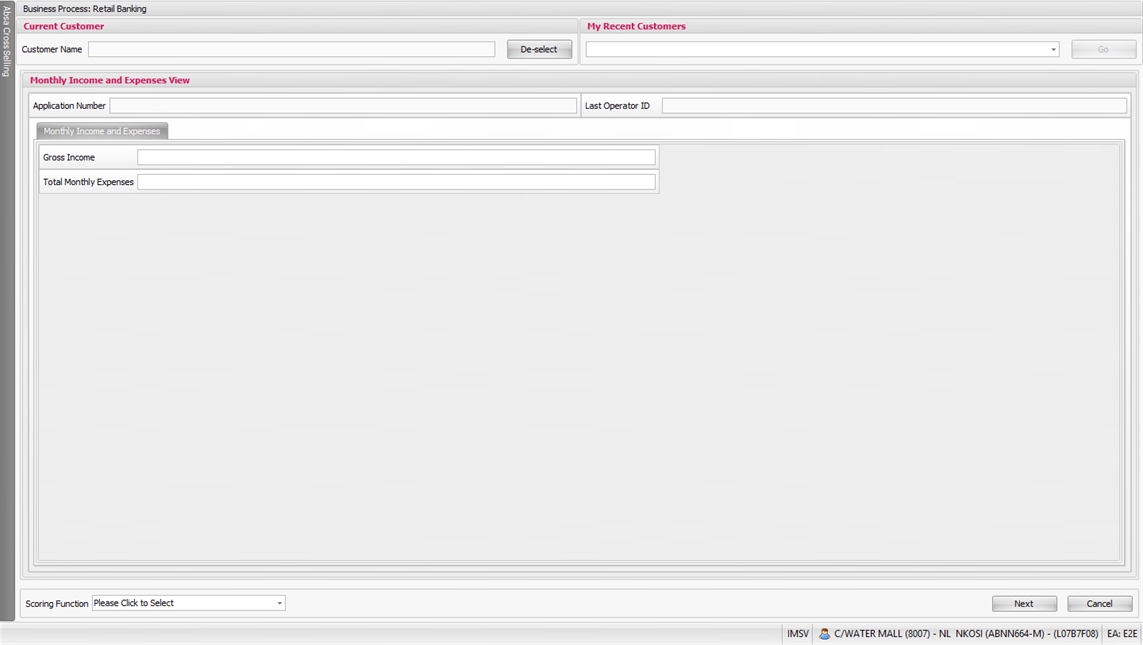 Absa Cross Selling
Business Process: Retail Banking
Current Customer
My Recent Customers
Customer Name
De-select
Go
Monthly Income and Expenses View
Application Number
Last Operator ID
Monthly Income and Expenses
Gross Income
Total Monthly Expenses
Scoring Function Please Click to Select
Next
Cancel
IMSV C/WATER MALL (8007) - NL NKOSI (ABNN664-M) - (L07B7F08) EA: E2E